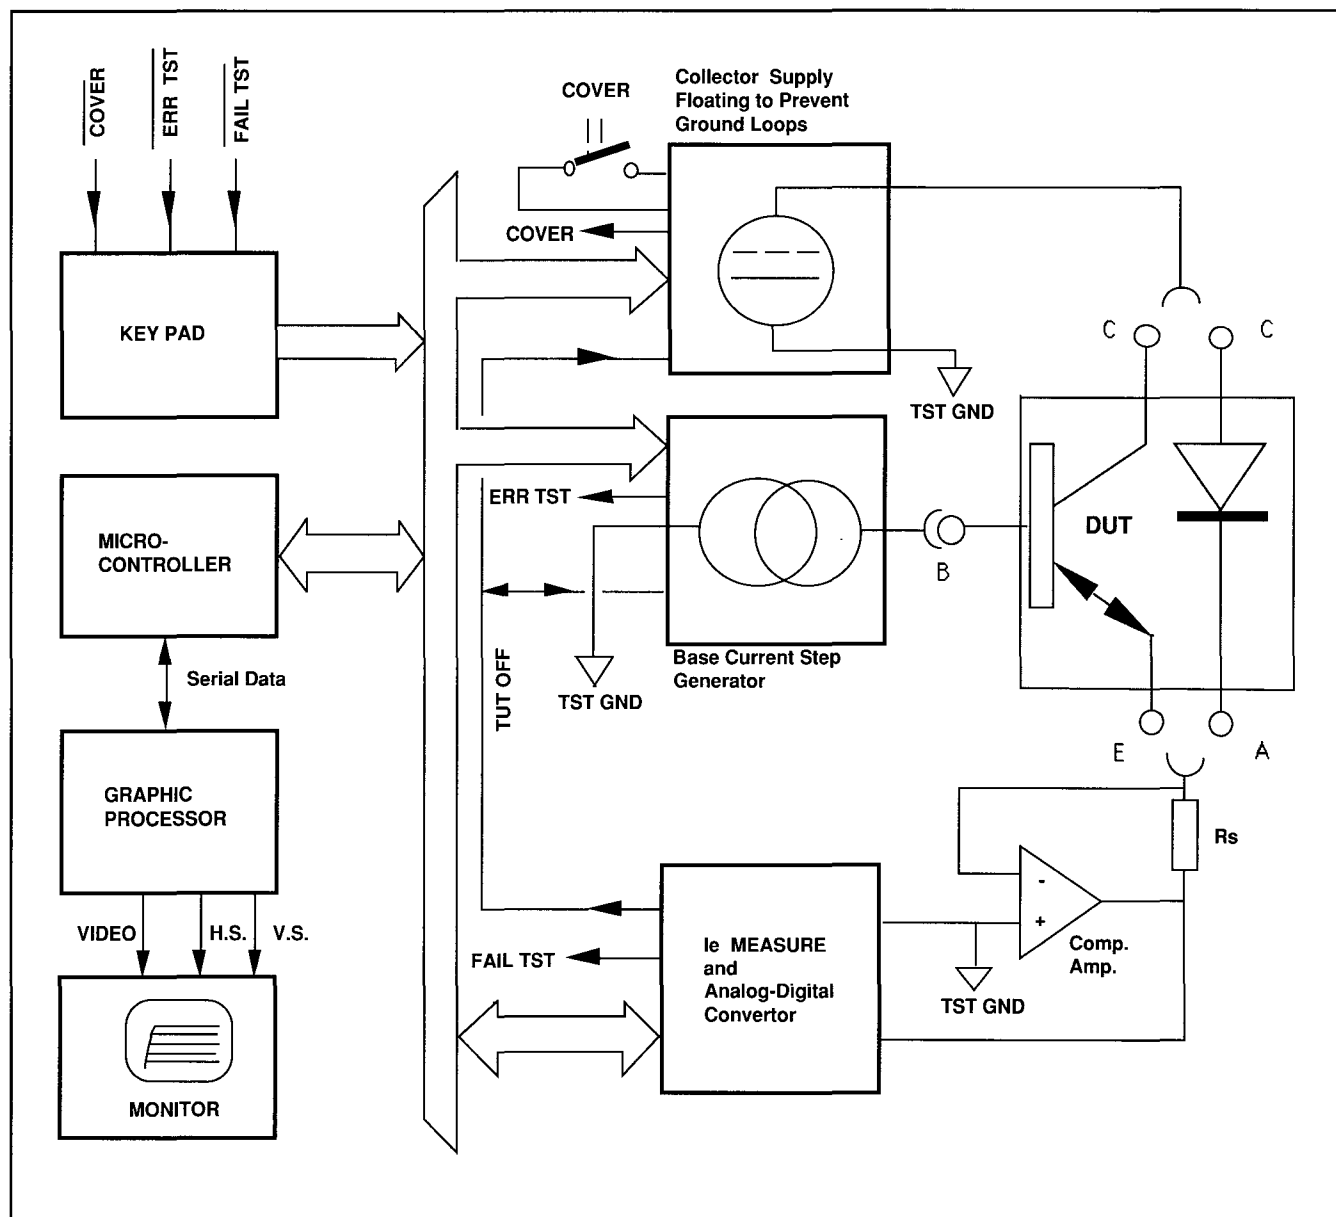 COVER
ERR TST
FAIL TST
KEY PAD
MICRO-
CONTROLLER
Serial Data
GRAPHIC
PROCESSOR
VIDEO
H.S.
V.S.
MONITOR
COVER
Collector Supply
Floating to Prevent
Ground Loops
COVER
TST GND
ERR TST
TST GND
Base Current Step
Generator
TUT OFF
C
C
B
DUT
E
A
Rs
-
+
Comp.
Amp.
TST GND
Ie MEASURE
and
Analog-Digital
Convertor
FAIL TST